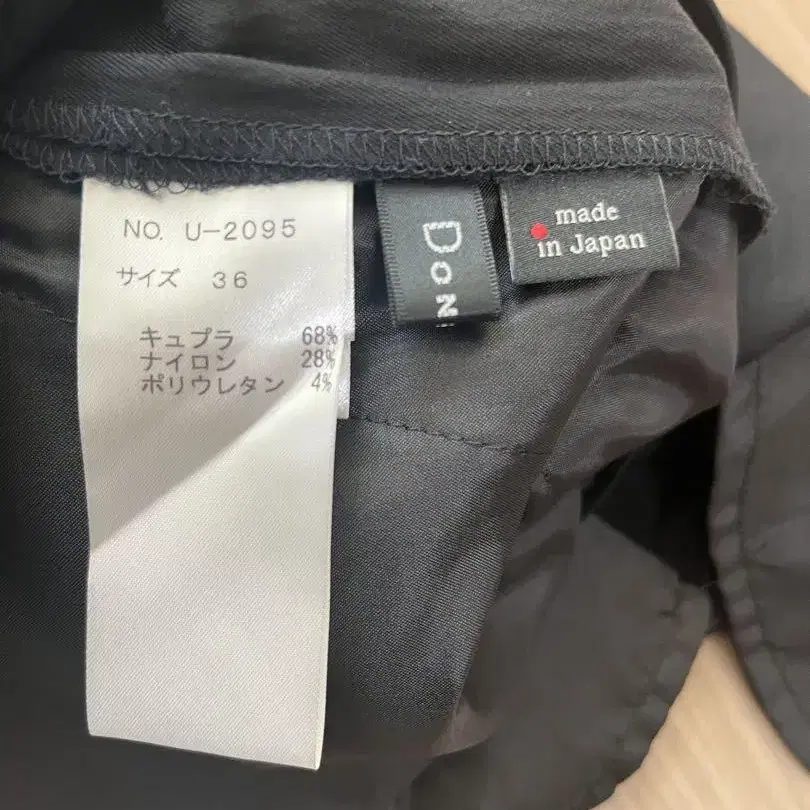 NO. U-2095
サイズ 36
キュプラ 68%
ナイロン 28%
ポリウレタン 4%
made
in Japan